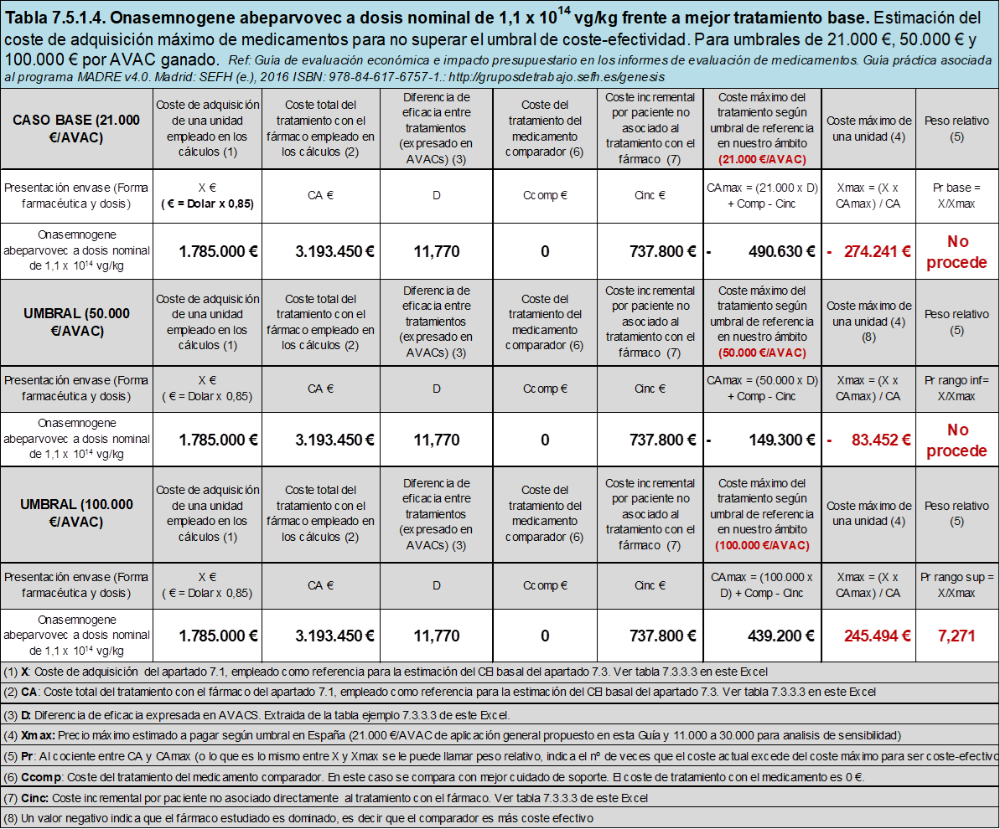 Tabla 7.5.1.4. Onasemnogene abeparvovec a dosis nominal de 1,1 x 10¹⁴ vg/kg frente a mejor tratamiento base. Estimación del
coste de adquisición máximo de medicamentos para no superar el umbral de coste-efectividad. Para umbrales de 21.000 €, 50.000 € y
100.000 € por AVAC ganado. Ref: Guía de evaluación económica e impacto presupuestario en los informes de evaluación de medicamentos. Guía práctica asociada
al programa MADRE v4.0. Madrid: SEFH (e.), 2016 ISBN: 978-84-617-6757-1.: http://gruposdetrabajo.sefh.es/genesis
CASO BASE (21.000
€/AVAC)
Coste de adquisición
de una unidad
empleado en los
cálculos (1)
Coste total del
tratamiento con el
fármaco empleado en
los cálculos (2)
Diferencia de
eficacia entre
tratamientos
(expresado en
AVACs) (3)
Coste del
tratamiento del
medicamento
comparador (6)
Coste incremental
por paciente no
asociado al
tratamiento con el
fármaco (7)
Coste máximo del
tratamiento según
umbral de referencia
en nuestro ámbito
(21.000 €/AVAC)
Coste máximo de
una unidad (4)
Peso relativo
(5)
Presentación envase (Forma
farmacéutica y dosis)
X €
( € = Dolar x 0,85)
CA €
D
Ccomp €
Cinc €
CAmax = (21.000 x D)
+ Comp - Cinc
Xmax = (X x
CAmax) / CA
Pr base =
X/Xmax
Onasemnogene
abeparvovec a dosis nominal
de 1,1 x 10¹⁴ vg/kg
1.785.000 €
3.193.450 €
11,770
0
737.800 €
- 490.630 €
- 274.241 €
No
procede
UMBRAL (50.000
€/AVAC)
Coste de adquisición
de una unidad
empleado en los
cálculos (1)
Coste total del
tratamiento con el
fármaco empleado en
los cálculos (2)
Diferencia de
eficacia entre
tratamientos
(expresado en
AVACs) (3)
Coste del
tratamiento del
medicamento
comparador (6)
Coste incremental
por paciente no
asociado al
tratamiento con el
fármaco (7)
Coste máximo del
tratamiento según
umbral de referencia
en nuestro ámbito
(50.000 €/AVAC)
Coste máximo de
una unidad (4)
(8)
Peso relativo
(5)
Presentación envase (Forma
farmacéutica y dosis)
X €
( € = Dolar x 0,85)
CA €
D
Ccomp €
Cinc €
CAmax = (50.000 x D)
+ Comp - Cinc
Xmax = (X x
CAmax) / CA
Pr rango inf=
X/Xmax
Onasemnogene
abeparvovec a dosis nominal
de 1,1 x 10¹⁴ vg/kg
1.785.000 €
3.193.450 €
11,770
0
737.800 €
- 149.300 €
- 83.452 €
No
procede
UMBRAL (100.000
€/AVAC)
Coste de adquisición
de una unidad
empleado en los
cálculos (1)
Coste total del
tratamiento con el
fármaco empleado en
los cálculos (2)
Diferencia de
eficacia entre
tratamientos
(expresado en
AVACs) (3)
Coste del
tratamiento del
medicamento
comparador (6)
Coste incremental
por paciente no
asociado al
tratamiento con el
fármaco (7)
Coste máximo del
tratamiento según
umbral de referencia
en nuestro ámbito
(100.000 €/AVAC)
Coste máximo de
una unidad (4)
Peso relativo
(5)
Presentación envase (Forma
farmacéutica y dosis)
X €
( € = Dolar x 0,85)
CA €
D
Ccomp €
Cinc €
CAmax = (100.000 x
D) + Comp - Cinc
Xmax = (X x
CAmax) / CA
Pr rango sup =
X/Xmax
Onasemnogene
abeparvovec a dosis nominal
de 1,1 x 10¹⁴ vg/kg
1.785.000 €
3.193.450 €
11,770
0
737.800 €
439.200 €
245.494 €
7,271
(1) X: Coste de adquisición del apartado 7.1, empleado como referencia para la estimación del CEI basal del apartado 7.3. Ver tabla 7.3.3.3 en este Excel
(2) CA: Coste total del tratamiento con el fármaco del apartado 7.1, empleado como referencia para la estimación del CEI basal del apartado 7.3. Ver tabla 7.3.3.3 en este Excel
(3) D: Diferencia de eficacia expresada en AVACS. Extraida de la tabla ejemplo 7.3.3.3 de este Excel.
(4) Xmax: Precio máximo estimado a pagar según umbral en España (21.000 €/AVAC de aplicación general propuesto en esta Guía y 11.000 a 30.000 para analisis de sensibilidad)
(5) Pr: Al cociente entre CA y CAmax (o lo que es lo mismo entre X y Xmax se le puede llamar peso relativo, indica el nº de veces que el coste actual excede del coste máximo para ser coste-efectivo
(6) Ccomp: Coste del tratamiento del medicamento comparador. En este caso se compara con mejor cuidado de soporte. El coste de tratamiento con el medicamento es 0 €.
(7) Cinc: Coste incremental por paciente no asociado directamente al tratamiento con el fármaco. Ver tabla 7.3.3.3 de este Excel
(8) Un valor negativo indica que el fármaco estudiado es dominado, es decir que el comparador es más coste efectivo